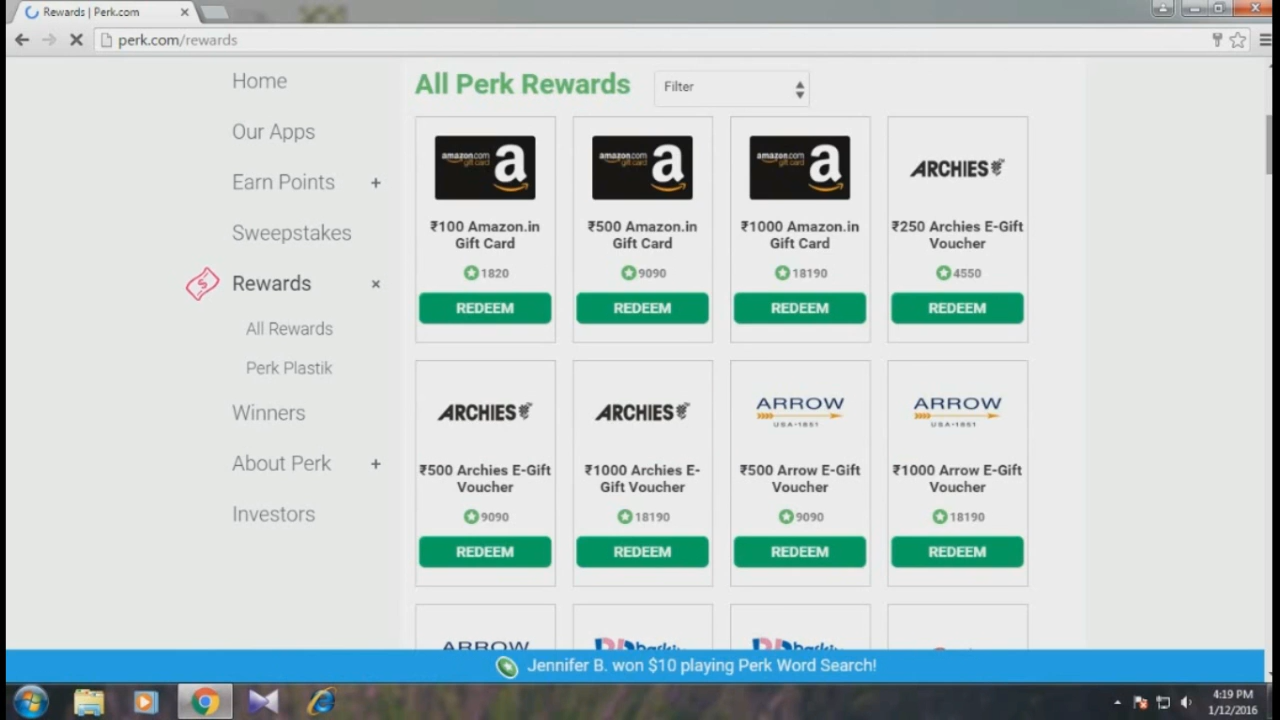 Rewards | Perk.com
perk.com/rewards
Home
Our Apps
Earn Points +
Sweepstakes
Rewards ×
All Rewards
Perk Plastik
Winners
About Perk +
Investors
All Perk Rewards
Filter
amazon.com
gift card
a
₹100 Amazon.in
Gift Card
1820
REDEEM
amazon.com
gift card
a
₹500 Amazon.in
Gift Card
9090
REDEEM
amazon.com
gift card
a
₹1000 Amazon.in
Gift Card
18190
REDEEM
ARCHIES
₹250 Archies E-Gift
Voucher
4550
REDEEM
ARCHIES
₹500 Archies E-Gift
Voucher
9090
REDEEM
ARCHIES
₹1000 Archies E-
Gift Voucher
18190
REDEEM
ARROW
USA·1851
₹500 Arrow E-Gift
Voucher
9090
REDEEM
ARROW
USA·1851
₹1000 Arrow E-Gift
Voucher
18190
REDEEM
ARROW
Jennifer B. won $10 playing Perk Word Search!
4:19 PM
1/12/2016